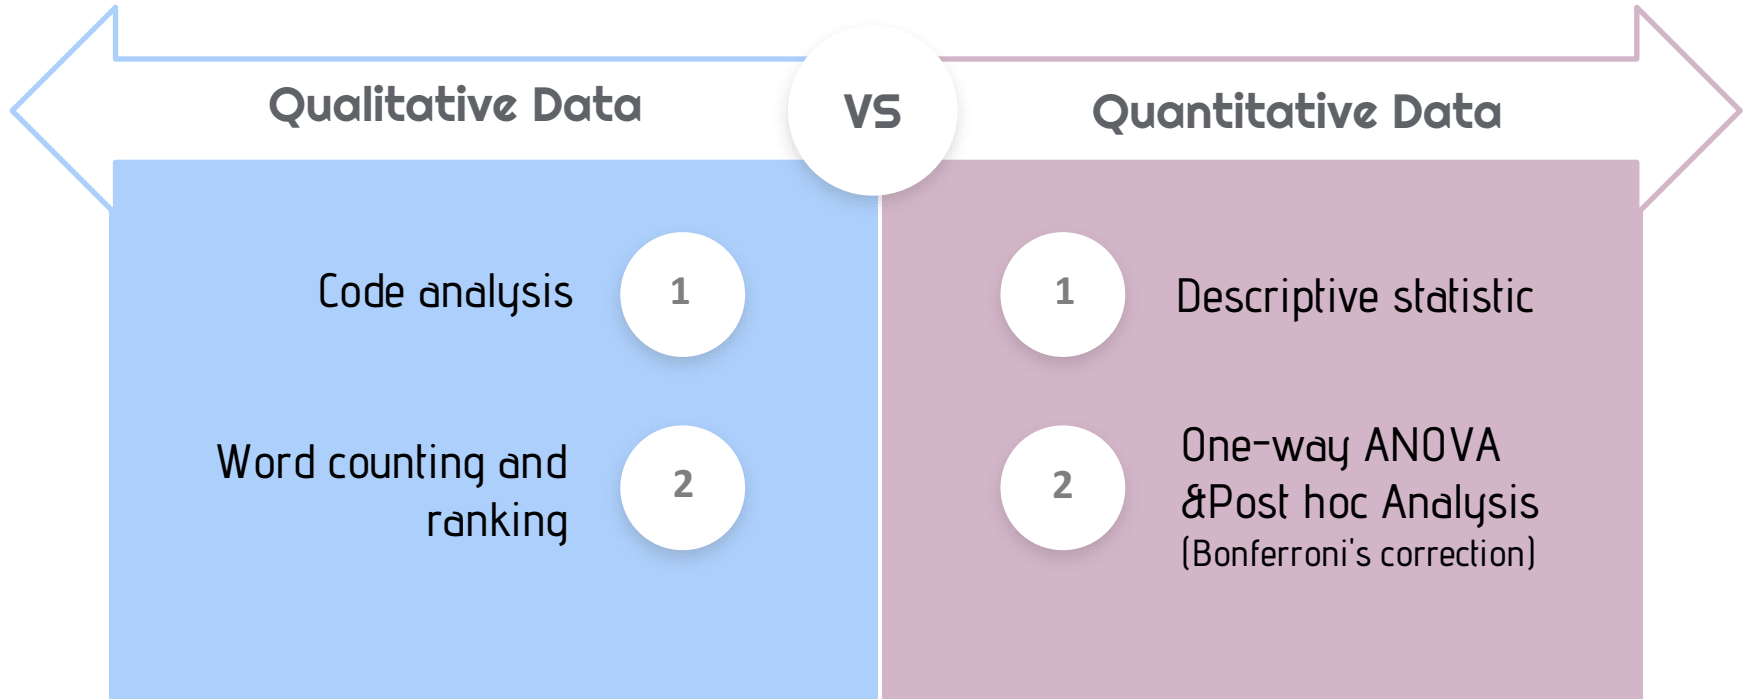 Qualitative Data
VS
Quantitative Data
Code analysis
1
Word counting and
ranking
2
1
Descriptive statistic
2
One-way ANOVA
&Post hoc Analysis
(Bonferroni's correction)